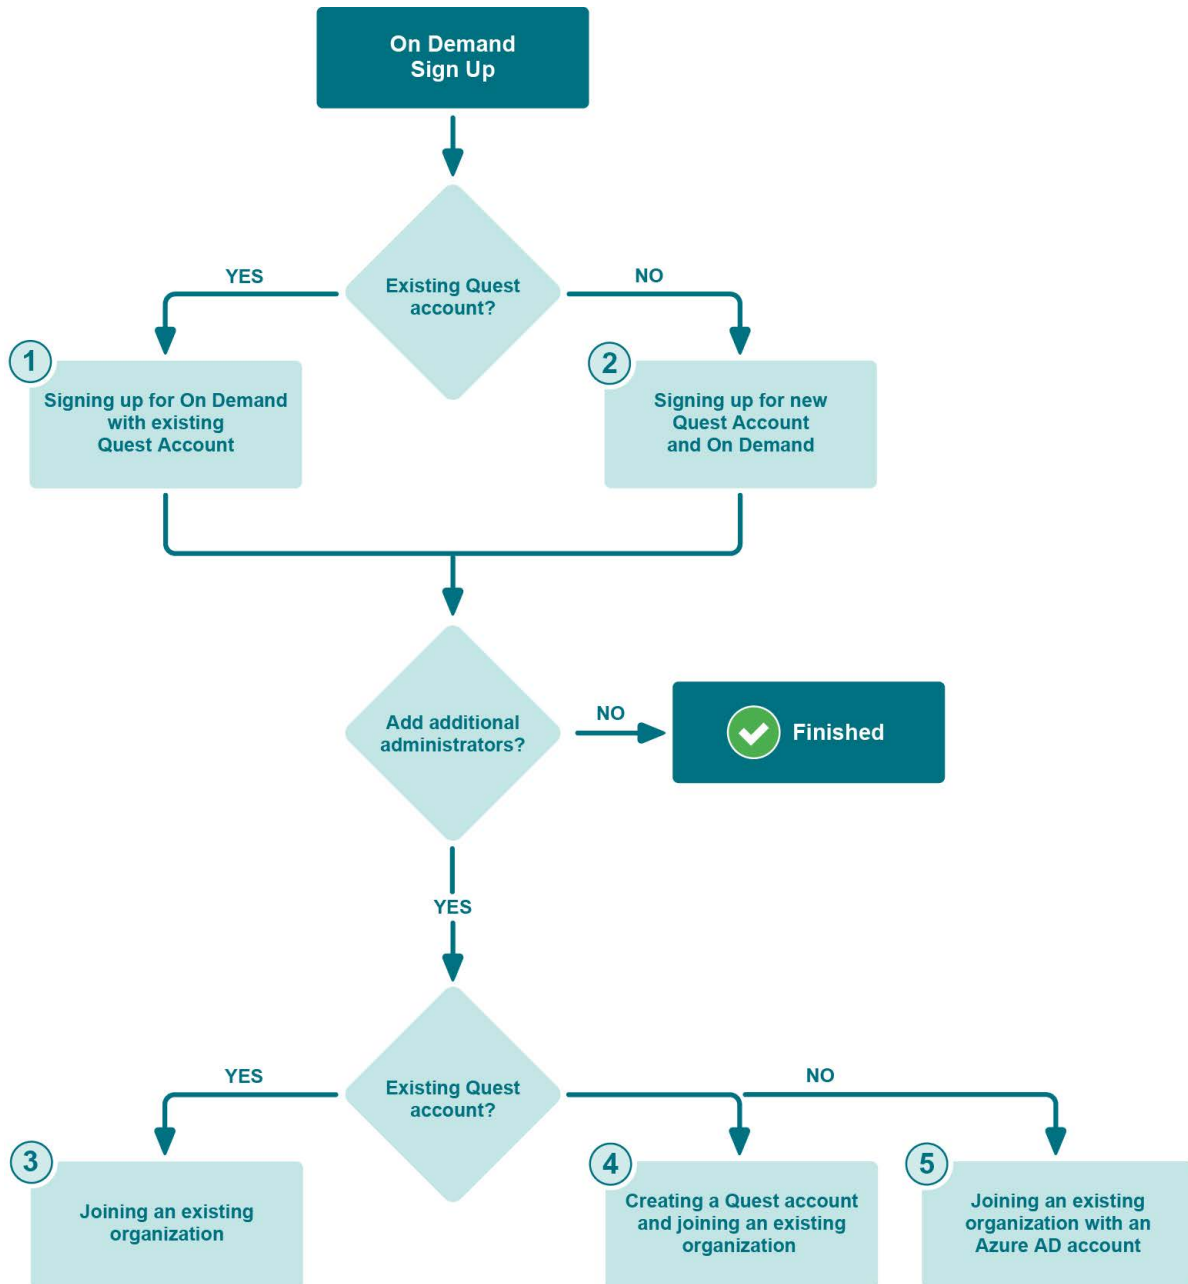 On Demand
Sign Up
Existing Quest
account?
YES
NO
1
Signing up for On Demand
with existing
Quest Account
2
Signing up for new
Quest Account
and On Demand
Add additional
administrators?
NO
Finished
YES
Existing Quest
account?
YES
NO
3
Joining an existing
organization
4
Creating a Quest account
and joining an existing
organization
5
Joining an existing
organization with an
Azure AD account